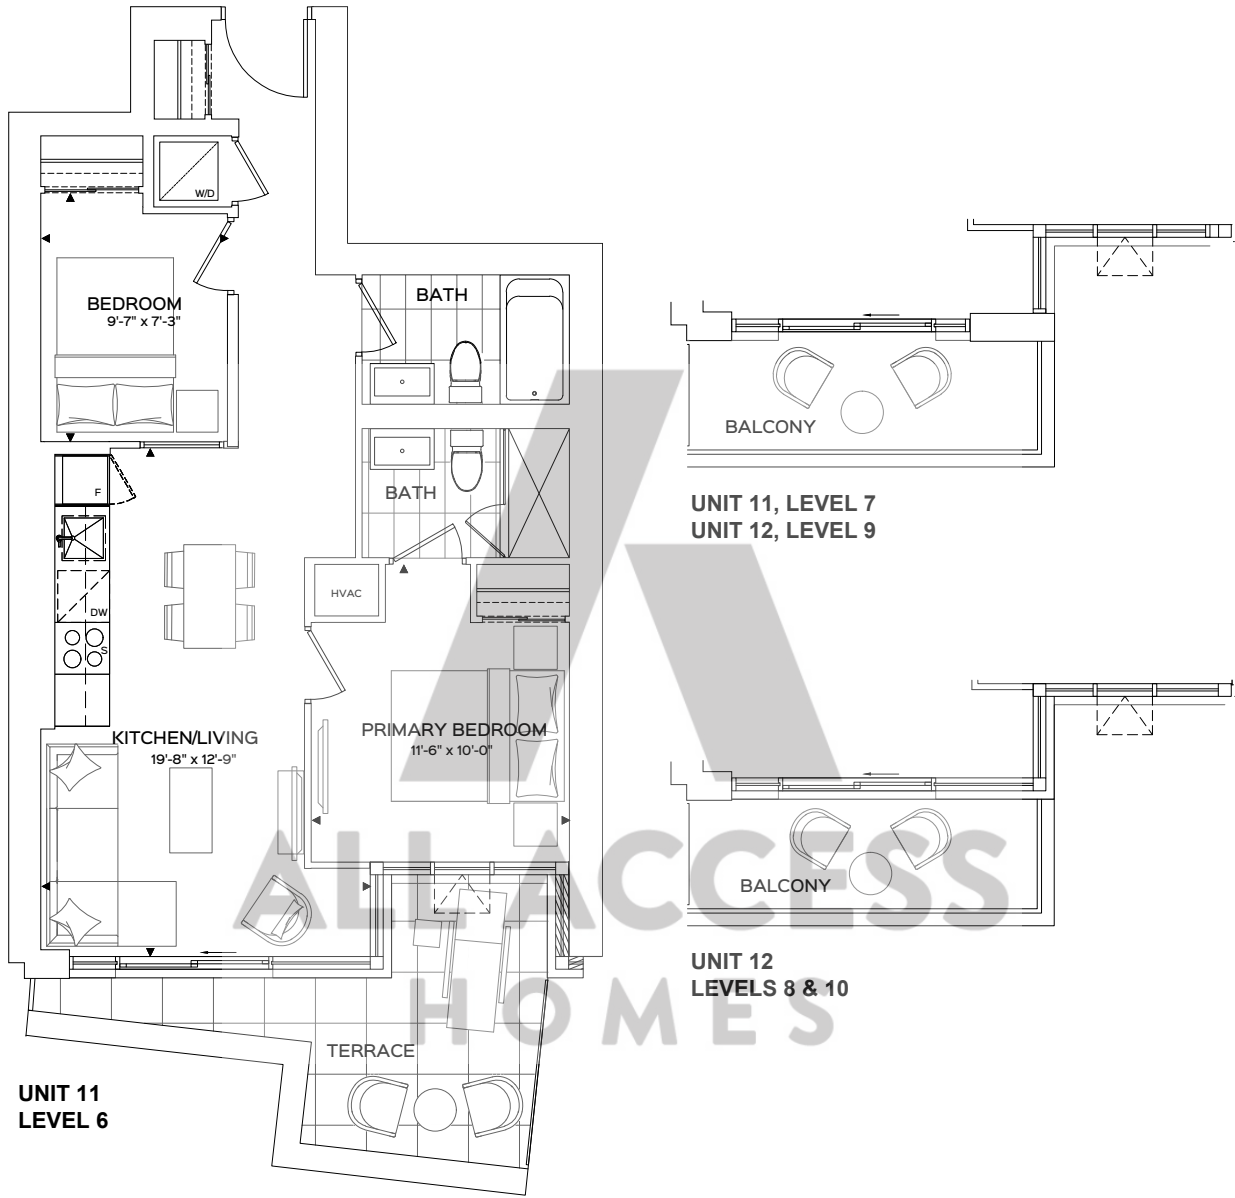 W/D
BEDROOM
9'-7" x 7'-3"
BATH
F
BATH
HVAC
DW
S
KITCHEN/LIVING
19'-8" x 12'-9"
PRIMARY BEDROOM
11'-6" x 10'-0"
TERRACE
UNIT 11
LEVEL 6
BALCONY
UNIT 11, LEVEL 7
UNIT 12, LEVEL 9
BALCONY
UNIT 12
LEVELS 8 & 10
ALL ACCESS
HOMES